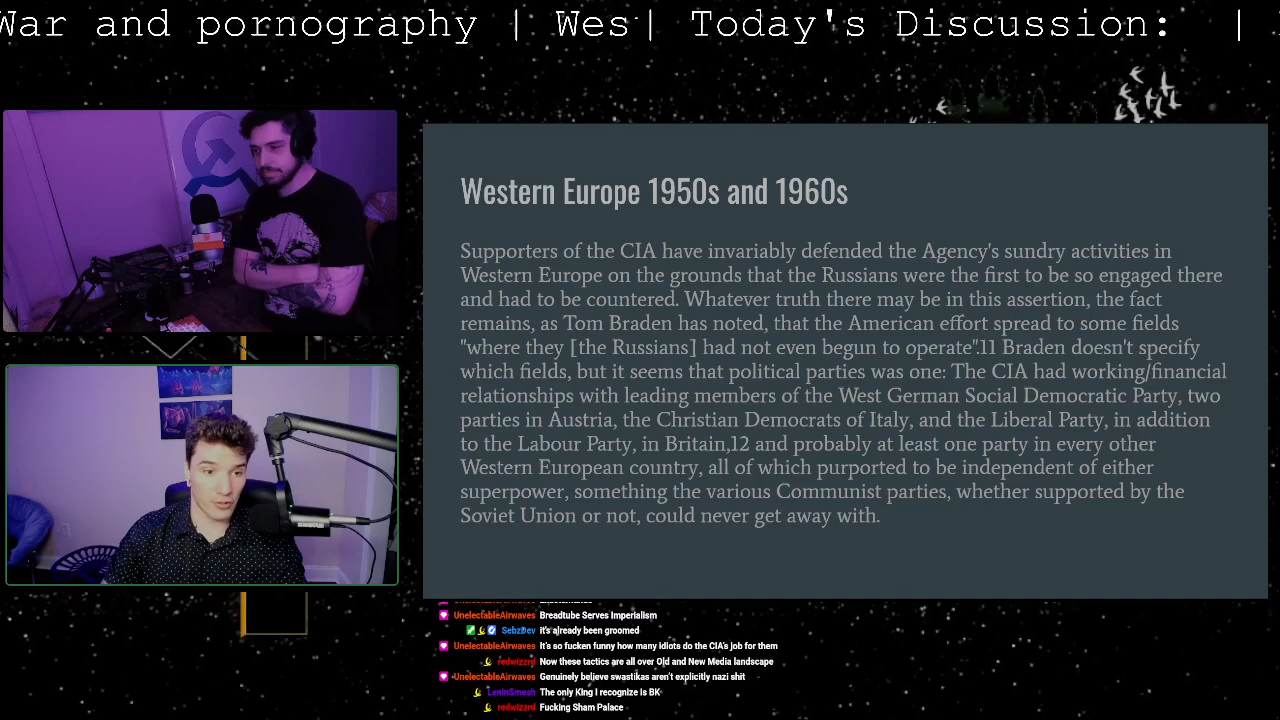 War and pornography | Wes| Today's Discussion: |
Western Europe 1950s and 1960s
Supporters of the CIA have invariably defended the Agency's sundry activities in
Western Europe on the grounds that the Russians were the first to be so engaged there
and had to be countered. Whatever truth there may be in this assertion, the fact
remains, as Tom Braden has noted, that the American effort spread to some fields
"where they [the Russians] had not even begun to operate".11 Braden doesn't specify
which fields, but it seems that political parties was one: The CIA had working/financial
relationships with leading members of the West German Social Democratic Party, two
parties in Austria, the Christian Democrats of Italy, and the Liberal Party, in addition
to the Labour Party, in Britain,12 and probably at least one party in every other
Western European country, all of which purported to be independent of either
superpower, something the various Communist parties, whether supported by the
Soviet Union or not, could never get away with.
UnelectableAirwaves Breadtube Serves Imperialism
SebzDev it's already been groomed
UnelectableAirwaves It's so fucken funny how many idiots do the CIA's job for them
redwizzrd Now these tactics are all over Old and New Media landscape
UnelectableAirwaves Genuinely believe swastikas aren't explicitly nazi shit
LeninSmesh The only King I recognize is BK
redwizzrd Fucking Sham Palace